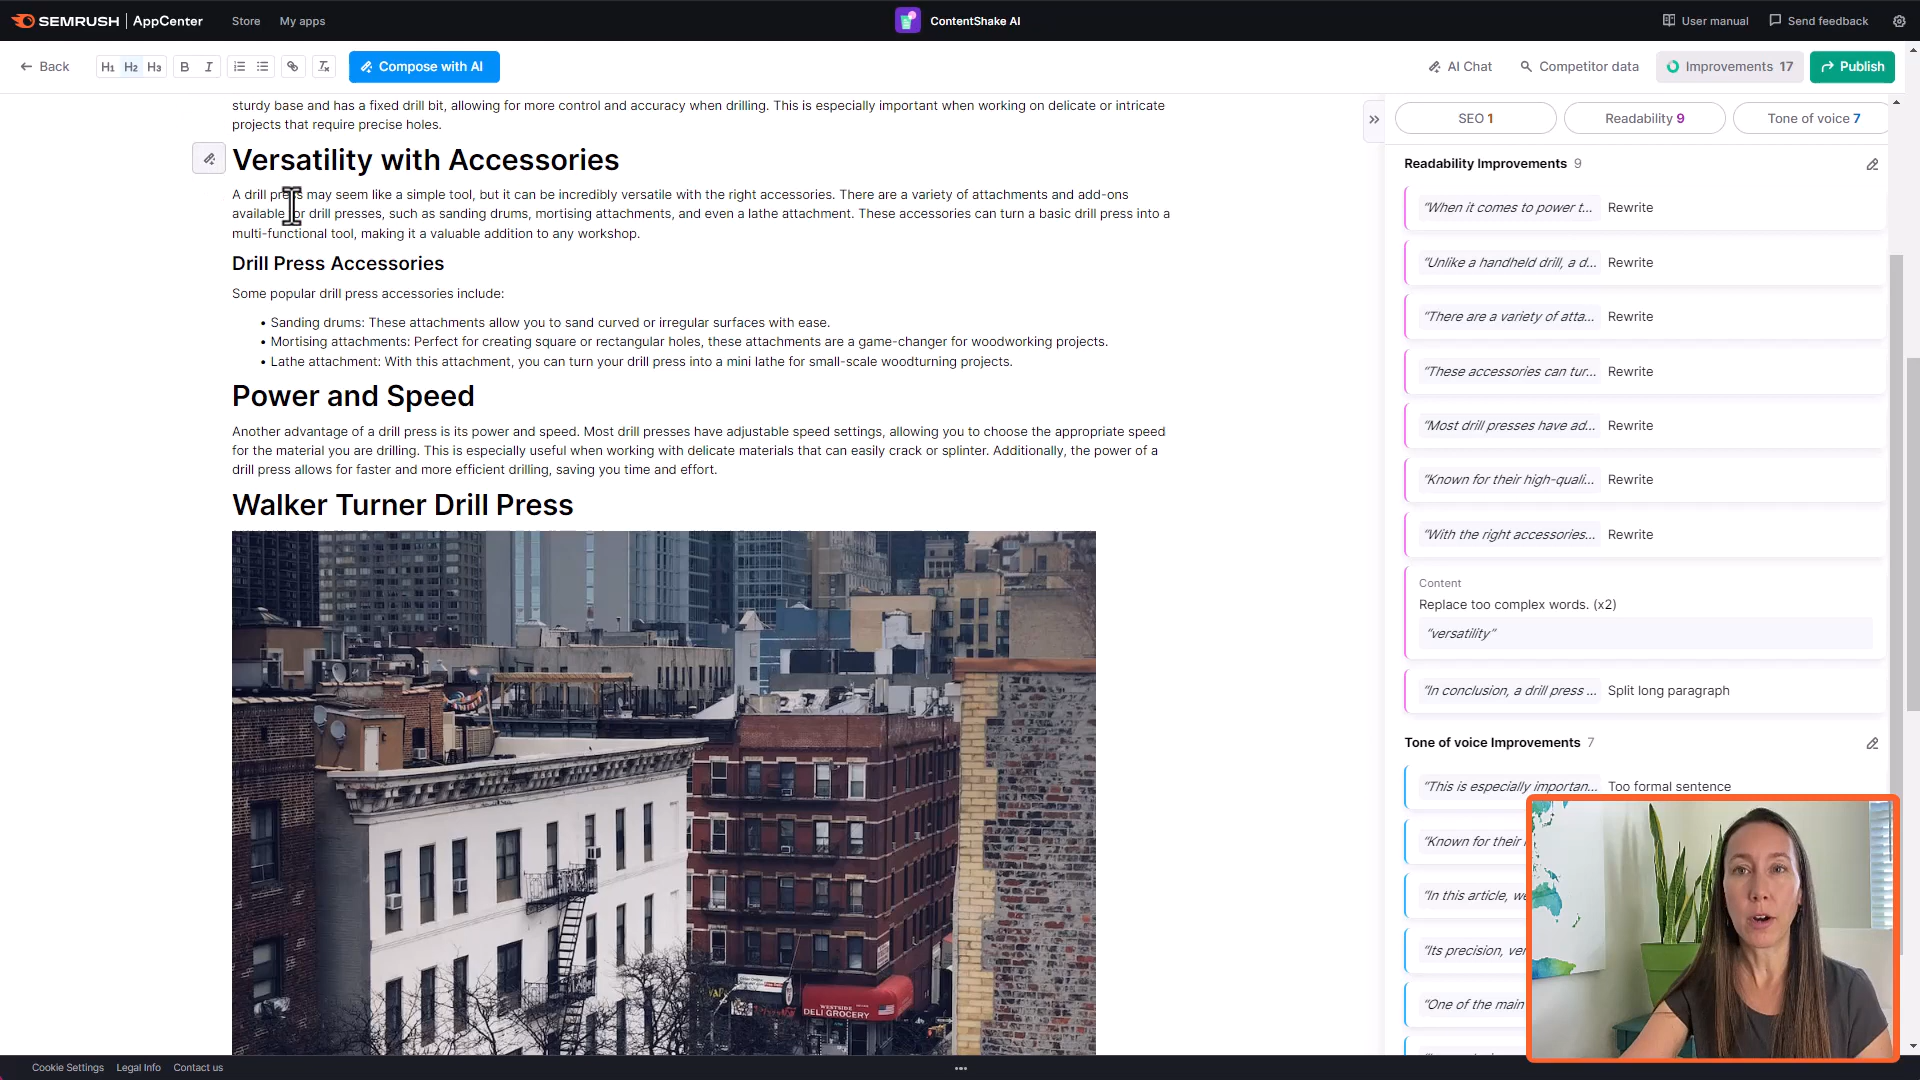 SEMRUSH | AppCenter
Store
My apps
ContentShake AI
User manual
Send feedback
Back
H1 H2 H3 B I
Compose with AI
AI Chat
Competitor data
Improvements 17
Publish
sturdy base and has a fixed drill bit, allowing for more control and accuracy when drilling. This is especially important when working on delicate or intricate
projects that require precise holes.
Versatility with Accessories
A drill press may seem like a simple tool, but it can be incredibly versatile with the right accessories. There are a variety of attachments and add-ons
available for drill presses, such as sanding drums, mortising attachments, and even a lathe attachment. These accessories can turn a basic drill press into a
multi-functional tool, making it a valuable addition to any workshop.
Drill Press Accessories
Some popular drill press accessories include:
• Sanding drums: These attachments allow you to sand curved or irregular surfaces with ease.
• Mortising attachments: Perfect for creating square or rectangular holes, these attachments are a game-changer for woodworking projects.
• Lathe attachment: With this attachment, you can turn your drill press into a mini lathe for small-scale woodturning projects.
Power and Speed
Another advantage of a drill press is its power and speed. Most drill presses have adjustable speed settings, allowing you to choose the appropriate speed
for the material you are drilling. This is especially useful when working with delicate materials that can easily crack or splinter. Additionally, the power of a
drill press allows for faster and more efficient drilling, saving you time and effort.
Walker Turner Drill Press
WESTSIDE
DELI GROCERY
SEO 1
Readability 9
Tone of voice 7
Readability Improvements 9
"When it comes to power t... Rewrite
"Unlike a handheld drill, a d... Rewrite
"There are a variety of atta... Rewrite
"These accessories can tur... Rewrite
"Most drill presses have ad... Rewrite
"Known for their high-quali... Rewrite
"With the right accessories... Rewrite
Content
Replace too complex words. (x2)
"versatility"
"In conclusion, a drill press ... Split long paragraph
Tone of voice Improvements 7
"This is especially importan... Too formal sentence
"Known for their
"In this article, we
"Its precision, ver
"One of the main
Cookie Settings
Legal Info
Contact us